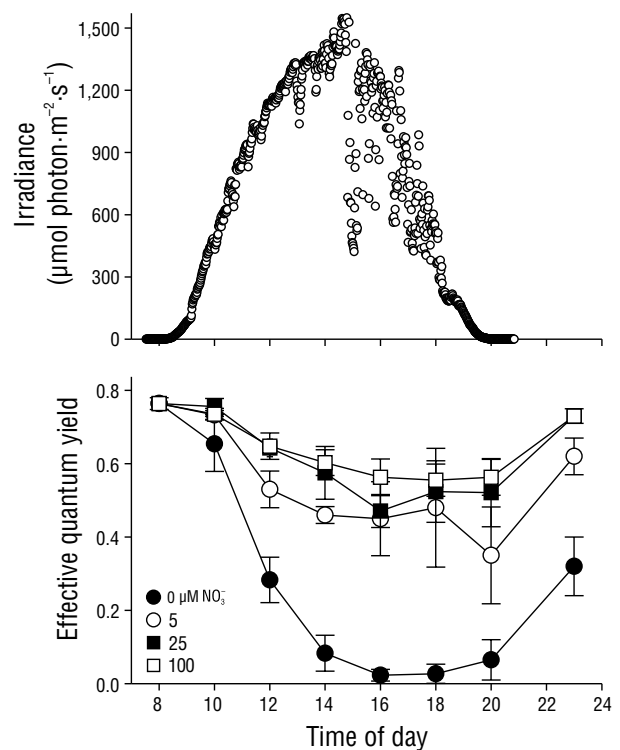 1,500
1,200
900
600
300
0
Irradiance
(μmol photon·m⁻²·s⁻¹)
0.8
0.6
0.4
0.2
0.0
Effective quantum yield
0 μM NO₃⁻
5
25
100
8 10 12 14 16 18 20 22 24
Time of day